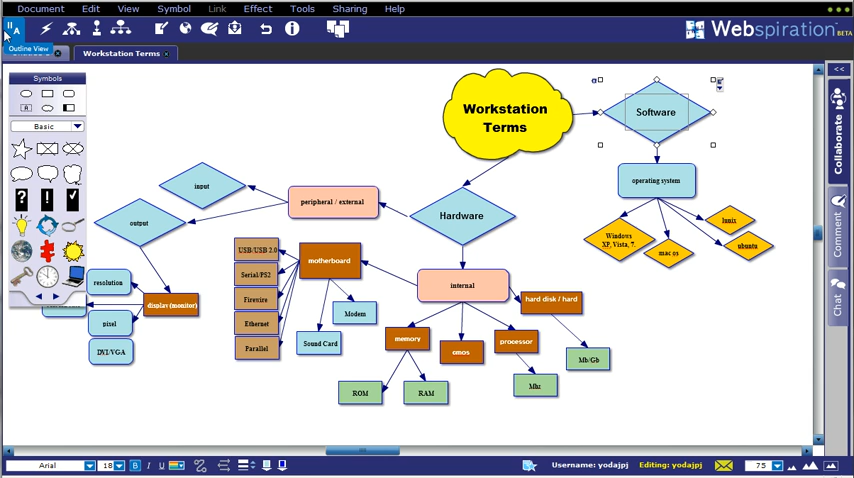 Document Edit View Symbol Link Effect Tools Sharing Help
II A
Webspiration BETA
Outline View
Workstation Terms
Symbols
A
Basic
? !
Workstation
Terms
Software
operating system
Windows
XP, Vista, 7.
mac os
lunix
ubuntu
Hardware
peripheral / external
input
output
resolution
display (monitor)
pixel
DVI/VGA
USB/USB 2.0
Serial/PS2
Firewire
Ethernet
Parallel
motherboard
Modem
Sound Card
internal
hard disk / hard
memory
cmos
processor
Mb/Gb
Mhz
ROM
RAM
<<
Collaborate
Comment
Chat
Arial 18 B I U
Username: yodajpj Editing: yodajpj 75